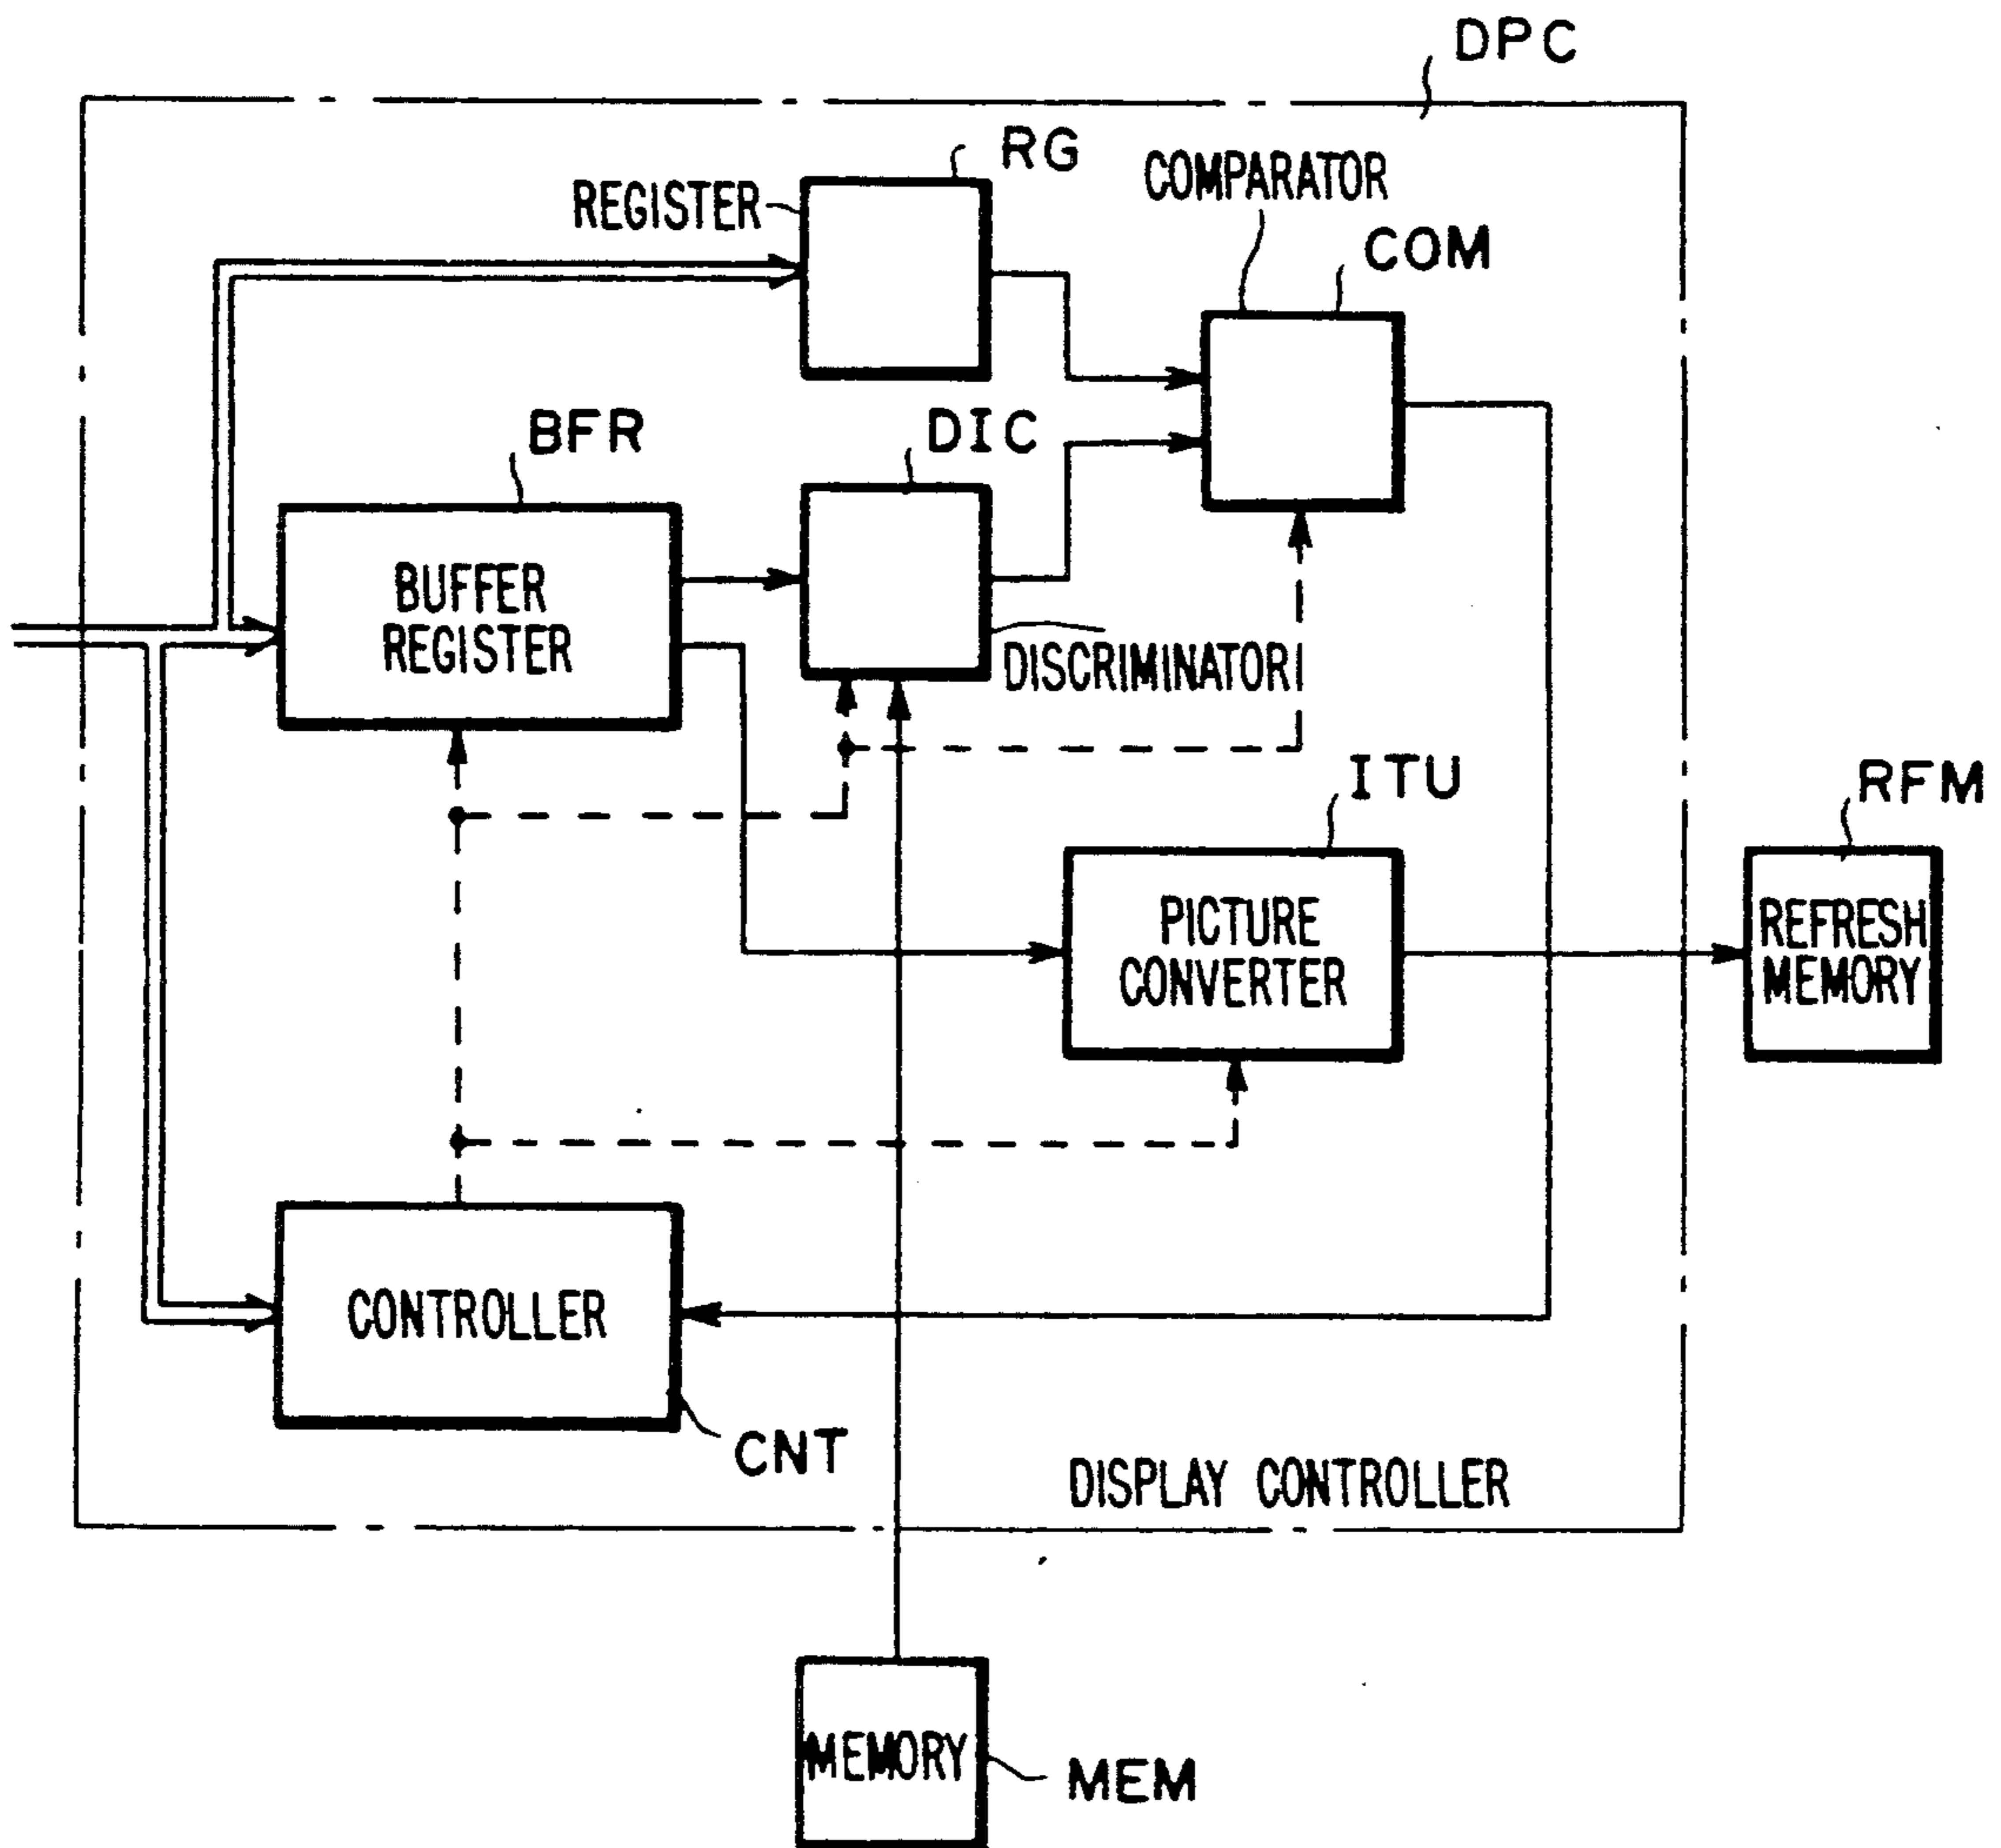 DPC
RG
REGISTER
COMPARATOR
COM
BFR
DIC
BUFFER
REGISTER
DISCRIMINATOR
ITU
RFM
PICTURE
CONVERTER
REFRESH
MEMORY
CONTROLLER
CNT
DISPLAY CONTROLLER
MEMORY
MEM